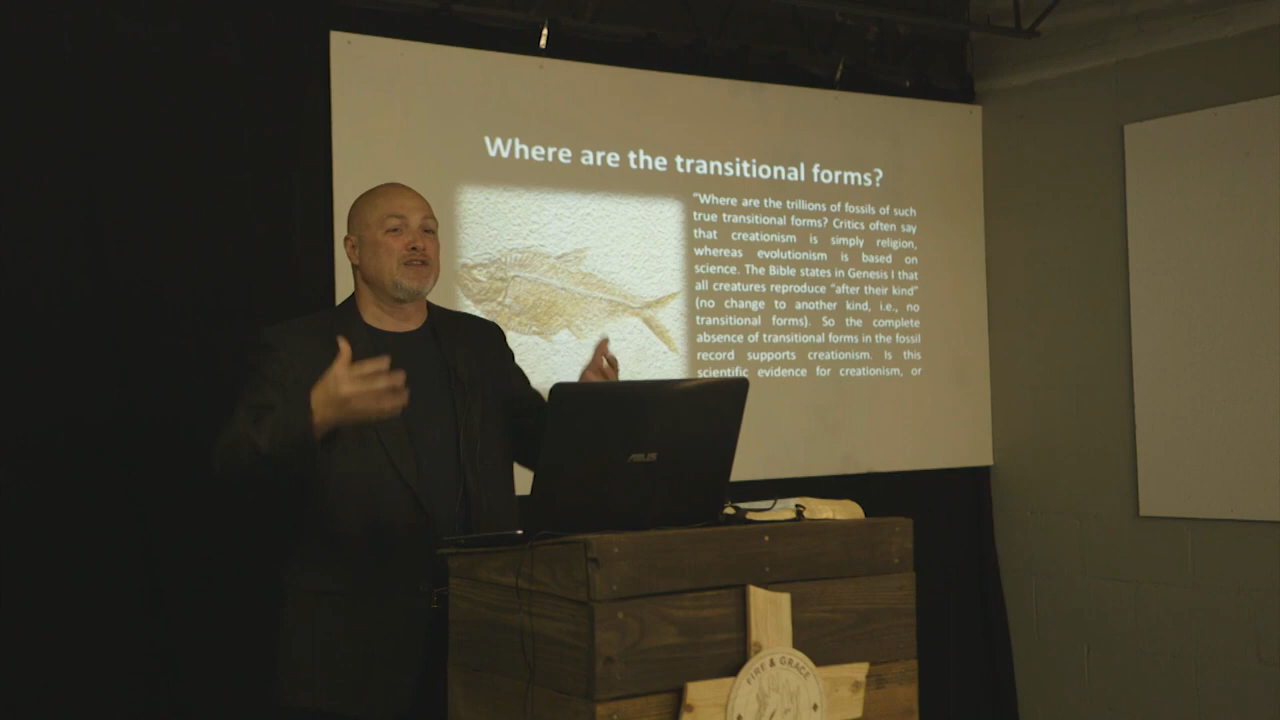 Where are the transitional forms?
"Where are the trillions of fossils of such
true transitional forms? Critics often say
that creationism is simply religion,
whereas evolutionism is based on
science. The Bible states in Genesis I that
all creatures reproduce "after their kind"
(no change to another kind, i.e., no
transitional forms). So the complete
absence of transitional forms in the fossil
record supports creationism. Is this
scientific evidence for creationism, or
ASUS
FIRE & GRACE